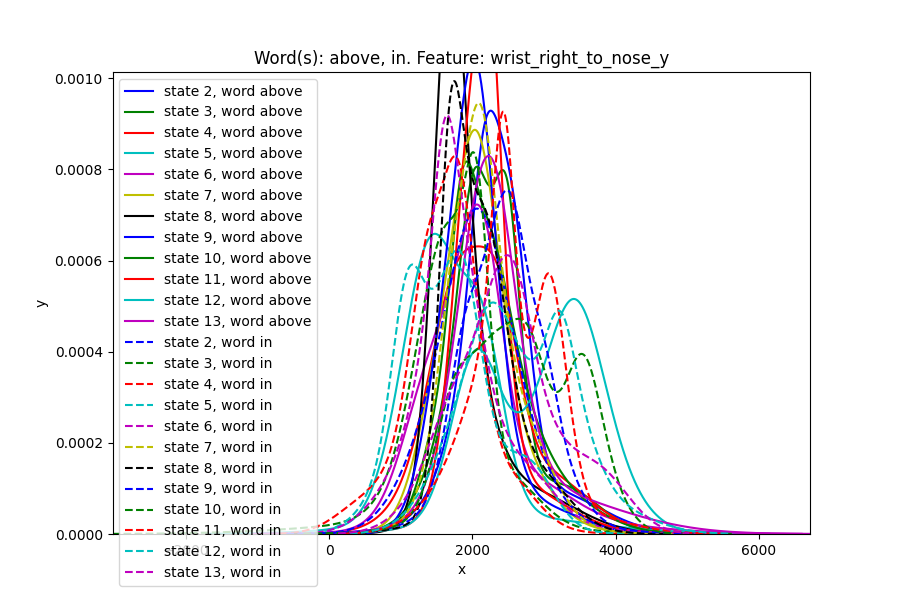 Word(s): above, in. Feature: wrist_right_to_nose_y
y
0.0010
0.0008
0.0006
0.0004
0.0002
0.0000
state 2, word above
state 3, word above
state 4, word above
state 5, word above
state 6, word above
state 7, word above
state 8, word above
state 9, word above
state 10, word above
state 11, word above
state 12, word above
state 13, word above
state 2, word in
state 3, word in
state 4, word in
state 5, word in
state 6, word in
state 7, word in
state 8, word in
state 9, word in
state 10, word in
state 11, word in
state 12, word in
state 13, word in
0 2000 4000 6000
x